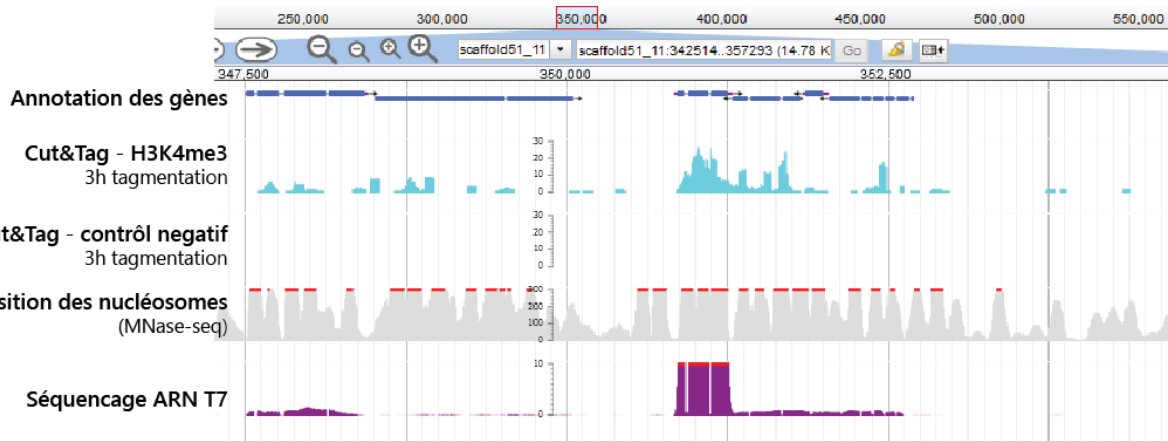 250,000 300,000 350,000 400,000 450,000 500,000 550,000
scaffold51_11 scaffold51_11:342514..357293 (14.78 K Go
347,500 350,000 352,500
Annotation des gènes
Cut&Tag - H3K4me3
3h tagmentation
30
20
10
0
t&Tag - contrôl negatif
3h tagmentation
30
20
10
0
sition des nucléosomes
(MNase-seq)
300
200
100
0
Séquencage ARN T7
10
0